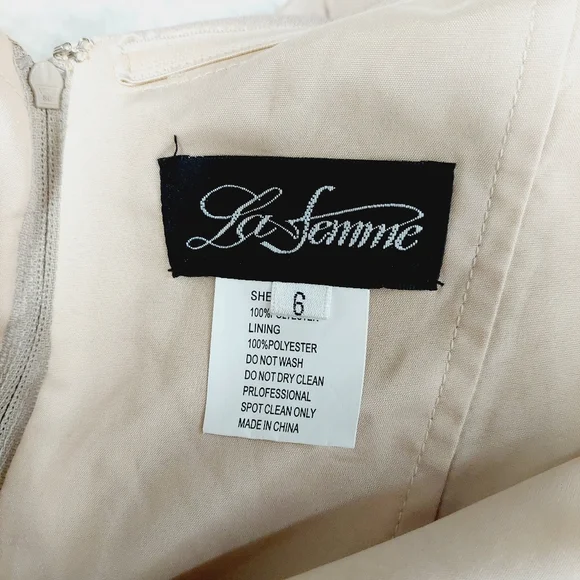 La Femme
6
SHE
100%POLYESTER
LINING
100%POLYESTER
DO NOT WASH
DO NOT DRY CLEAN
PRLOFESSIONAL
SPOT CLEAN ONLY
MADE IN CHINA